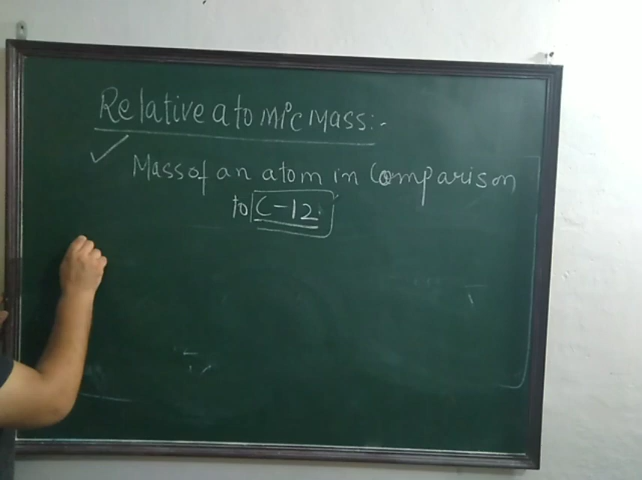 Relative atomic Mass:-
Mass of an atom in Comparison
to C-12.